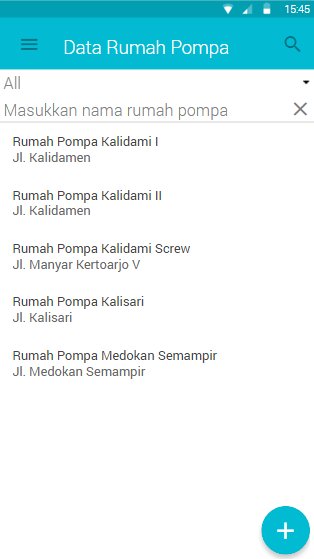 15:45
Data Rumah Pompa
All
Masukkan nama rumah pompa
Rumah Pompa Kalidami I
Jl. Kalidamen
Rumah Pompa Kalidami II
Jl. Kalidamen
Rumah Pompa Kalidami Screw
Jl. Manyar Kertoarjo V
Rumah Pompa Kalisari
Jl. Kalisari
Rumah Pompa Medokan Semampir
Jl. Medokan Semampir